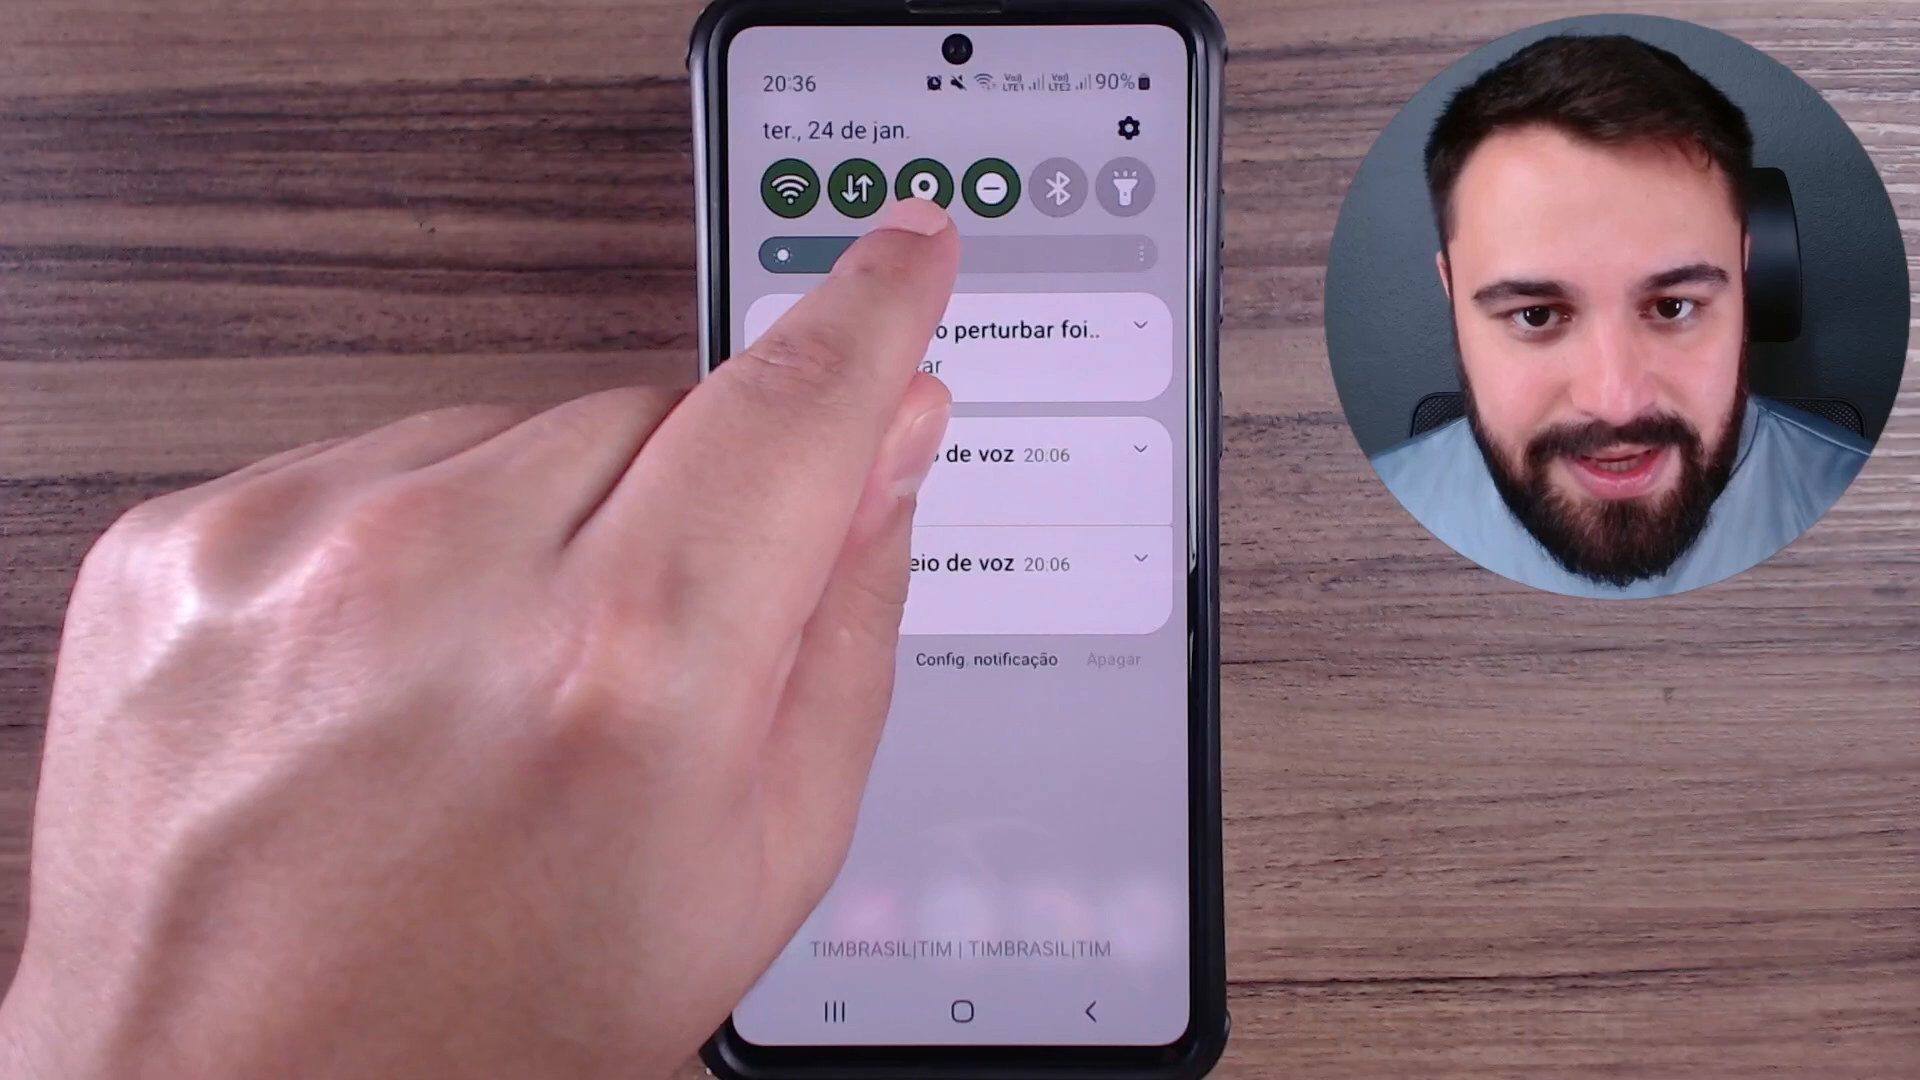 20:36 90%
ter., 24 de jan.
o perturbar foi..
ar
de voz 20:06
eio de voz 20:06
Config. notificação Apagar
TIMBRASIL|TIM | TIMBRASIL|TIM